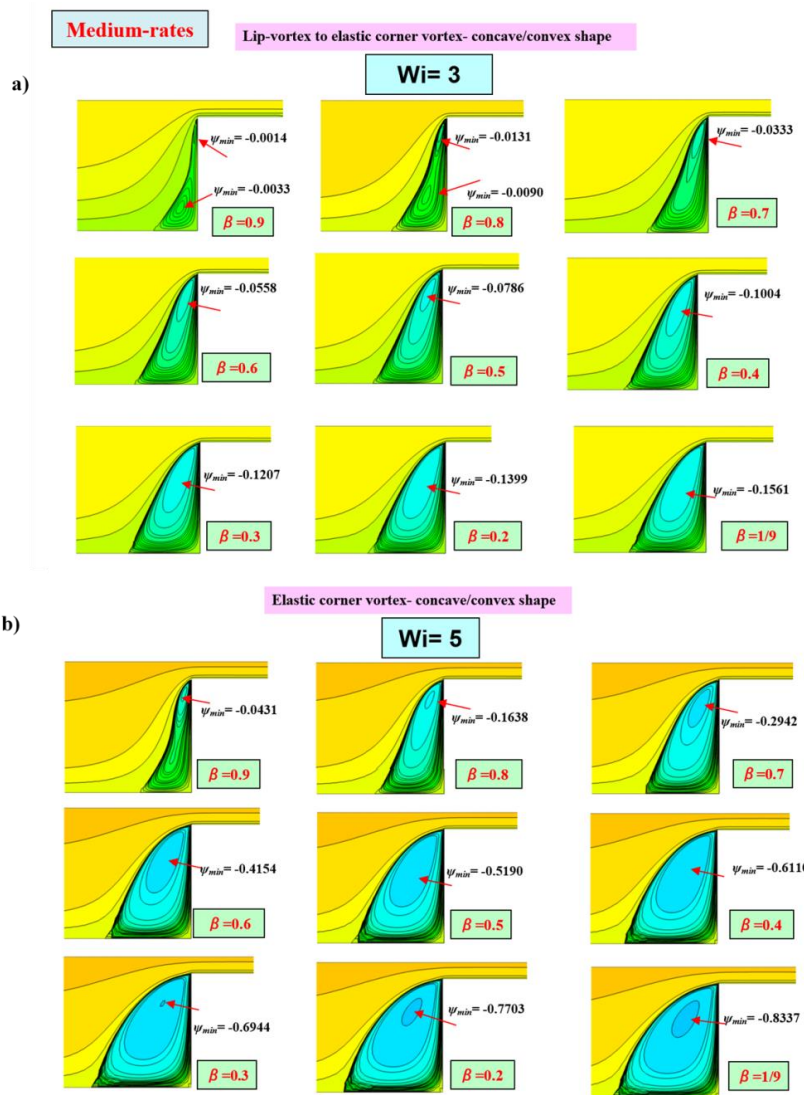 Medium-rates
Lip-vortex to elastic corner vortex- concave/convex shape
Wi= 3
a)
ψmin= -0.0014
ψmin= -0.0033
β=0.9
ψmin= -0.0131
ψmin= -0.0090
β=0.8
ψmin= -0.0333
β=0.7
ψmin= -0.0558
β=0.6
ψmin= -0.0786
β=0.5
ψmin= -0.1004
β=0.4
ψmin= -0.1207
β=0.3
ψmin= -0.1399
β=0.2
ψmin= -0.1561
β=1/9
Elastic corner vortex- concave/convex shape
b)
Wi= 5
ψmin= -0.0431
β=0.9
ψmin= -0.1638
β=0.8
ψmin= -0.2942
β=0.7
ψmin= -0.4154
β=0.6
ψmin= -0.5190
β=0.5
ψmin= -0.6110
β=0.4
ψmin= -0.6944
β=0.3
ψmin= -0.7703
β=0.2
ψmin= -0.8337
β=1/9